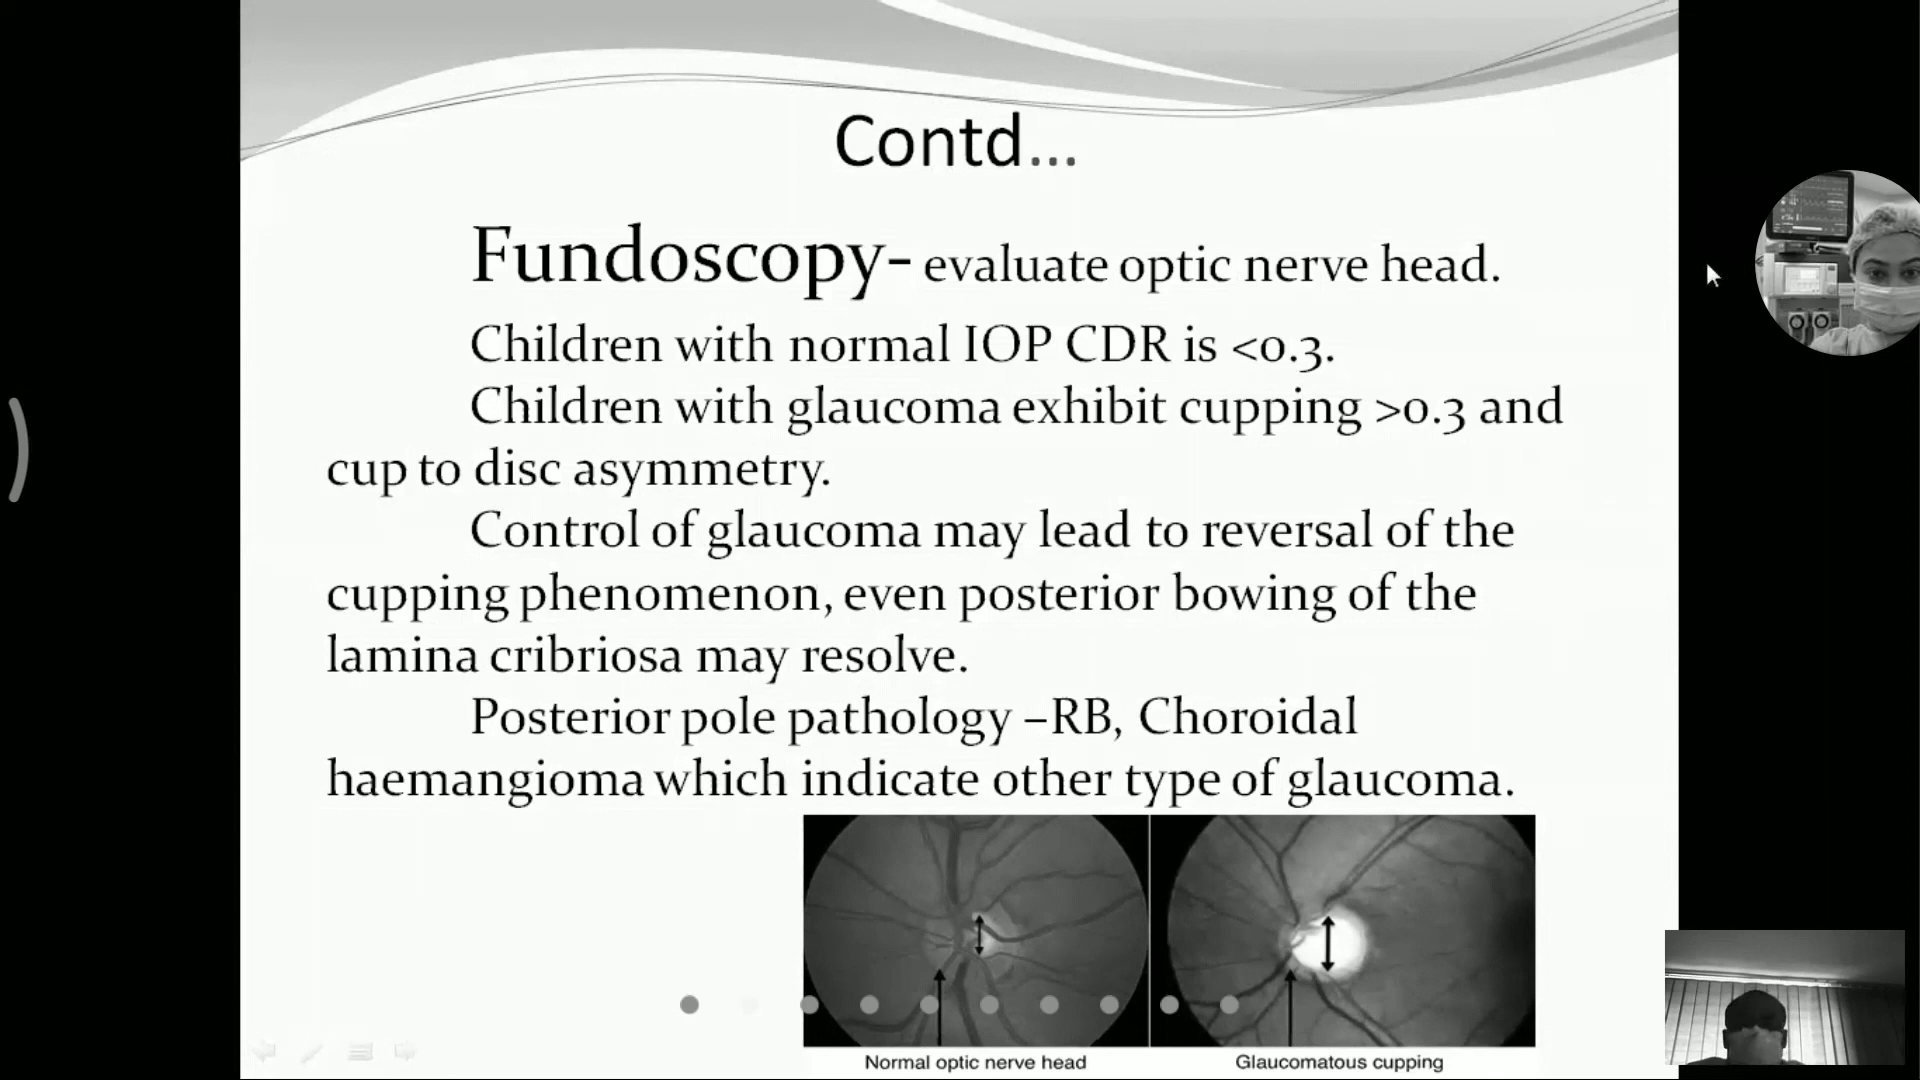 Contd...
Fundoscopy- evaluate optic nerve head.
Children with normal IOP CDR is <0.3.
Children with glaucoma exhibit cupping >0.3 and
cup to disc asymmetry.
Control of glaucoma may lead to reversal of the
cupping phenomenon, even posterior bowing of the
lamina cribriosa may resolve.
Posterior pole pathology –RB, Choroidal
haemangioma which indicate other type of glaucoma.
Normal optic nerve head
Glaucomatous cupping